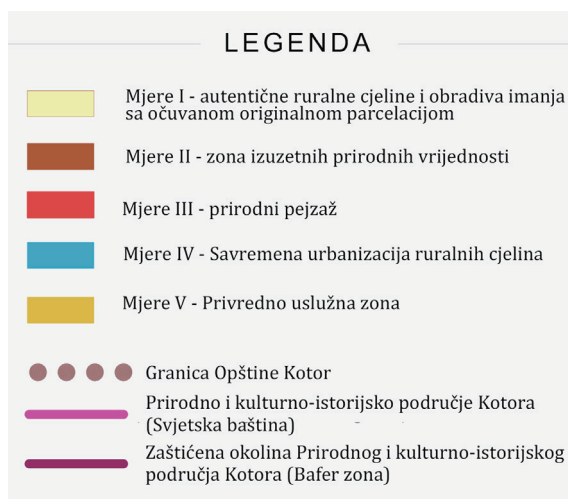 LEGENDA
Mjere I - autentične ruralne cjeline i obradiva imanja
sa očuvanom originalnom parcelacijom
Mjere II - zona izuzetnih prirodnih vrijednosti
Mjere III - prirodni pejzaž
Mjere IV - Savremena urbanizacija ruralnih cjelina
Mjere V - Privredno uslužna zona
Granica Opštine Kotor
Prirodno i kulturno-istorijsko područje Kotora
(Svjetska baština)
Zaštićena okolina Prirodnog i kulturno-istorijskog
područja Kotora (Bafer zona)